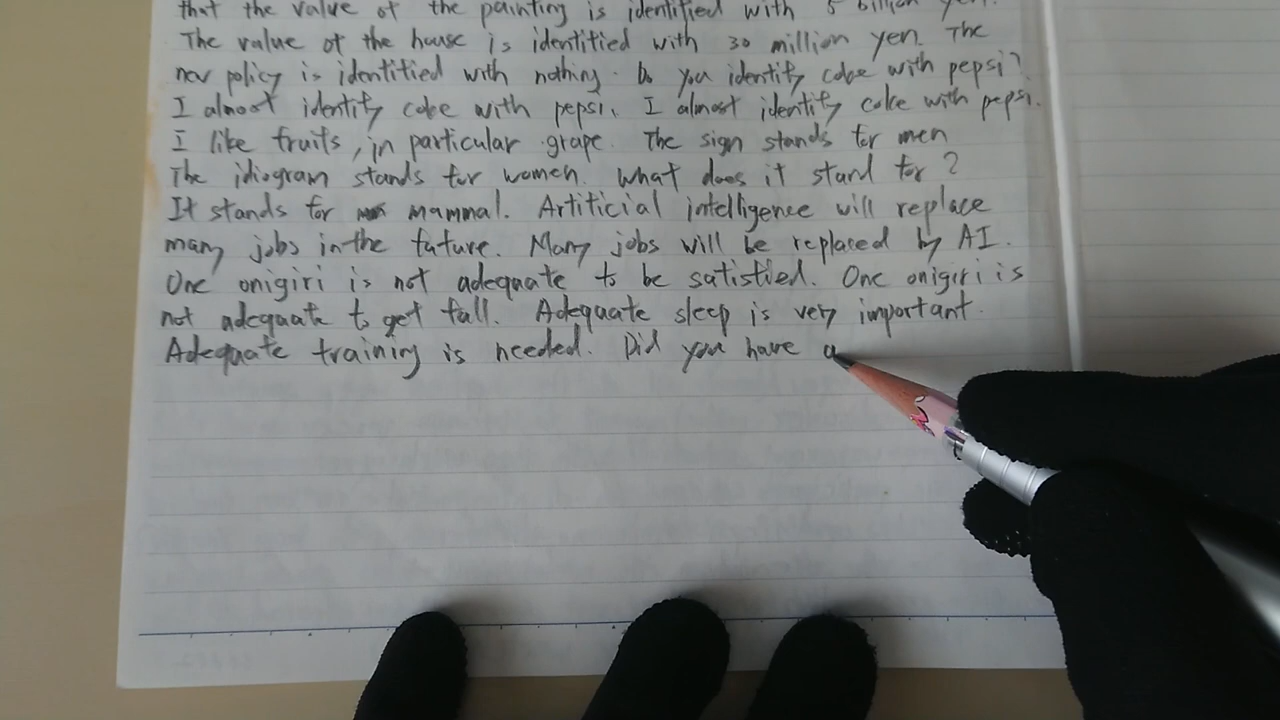 that the value of the painting is identified with 5 billion yen.
The value of the house is identified with 30 million yen. The
new policy is identified with nothing. Do you identify coke with pepsi?
I almost identify coke with pepsi. I almost identify coke with pepsi.
I like fruits, in particular grape. The sign stands for men
The idiogram stands for women. What does it stand for?
It stands for mammal. Artificial intelligence will replace
many jobs in the future. Many jobs will be replaced by AI.
One onigiri is not adequate to be satisfied. One onigiri is
not adequate to get full. Adequate sleep is very important.
Adequate training is needed. Did you have a